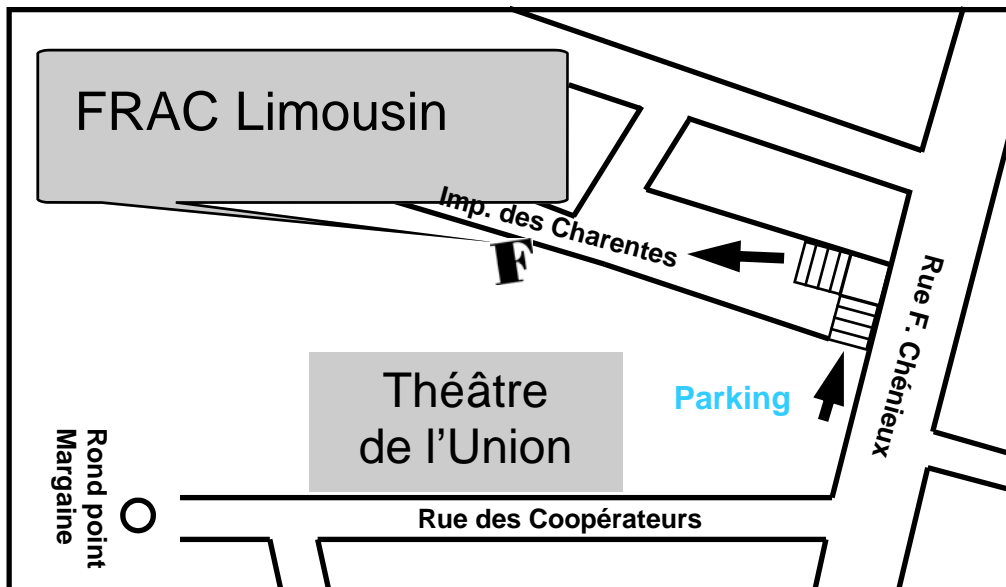 FRAC Limousin
Imp. des Charentes
F
Rue F. Chénieux
Théâtre
de l’Union
Parking
Rond point
Margaine
Rue des Coopérateurs